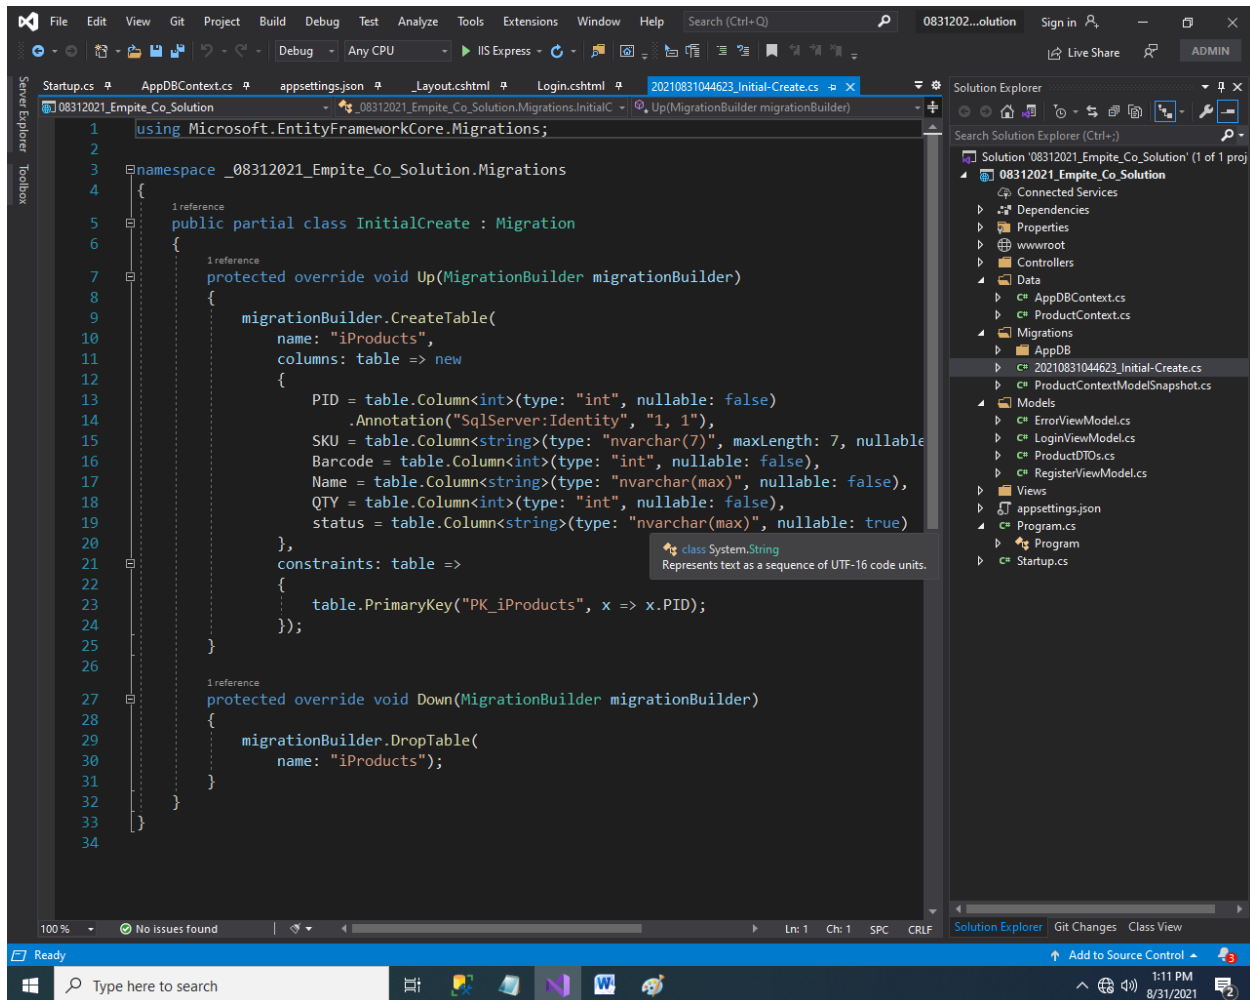 File Edit View Git Project Build Debug Test Analyze Tools Extensions Window Help Search (Ctrl+Q) 0831202...olution Sign in
Debug Any CPU IIS Express Live Share ADMIN
Server Explorer
Toolbox
Startup.cs AppDBContext.cs appsettings.json _Layout.cshtml Login.cshtml 20210831044623_Initial-Create.cs
08312021_Empite_Co_Solution _08312021_Empite_Co_Solution.Migrations.InitialC Up(MigrationBuilder migrationBuilder)
1 using Microsoft.EntityFrameworkCore.Migrations;
2
3 namespace _08312021_Empite_Co_Solution.Migrations
4 {
1 reference
5 public partial class InitialCreate : Migration
6 {
1 reference
7 protected override void Up(MigrationBuilder migrationBuilder)
8 {
9 migrationBuilder.CreateTable(
10 name: "iProducts",
11 columns: table => new
12 {
13 PID = table.Column<int>(type: "int", nullable: false)
14 .Annotation("SqlServer:Identity", "1, 1"),
15 SKU = table.Column<string>(type: "nvarchar(7)", maxLength: 7, nullable
16 Barcode = table.Column<int>(type: "int", nullable: false),
17 Name = table.Column<string>(type: "nvarchar(max)", nullable: false),
18 QTY = table.Column<int>(type: "int", nullable: false),
19 status = table.Column<string>(type: "nvarchar(max)", nullable: true)
20 },
21 constraints: table =>
22 {
23 table.PrimaryKey("PK_iProducts", x => x.PID);
24 });
25 }
26
1 reference
27 protected override void Down(MigrationBuilder migrationBuilder)
28 {
29 migrationBuilder.DropTable(
30 name: "iProducts");
31 }
32 }
33 }
34
class System.String
Represents text as a sequence of UTF-16 code units.
100 % No issues found Ln: 1 Ch: 1 SPC CRLF
Solution Explorer
Search Solution Explorer (Ctrl+;)
Solution '08312021_Empite_Co_Solution' (1 of 1 proj
08312021_Empite_Co_Solution
Connected Services
Dependencies
Properties
wwwroot
Controllers
Data
C# AppDBContext.cs
C# ProductContext.cs
Migrations
AppDB
C# 20210831044623_Initial-Create.cs
C# ProductContextModelSnapshot.cs
Models
C# ErrorViewModel.cs
C# LoginViewModel.cs
C# ProductDTOs.cs
C# RegisterViewModel.cs
Views
appsettings.json
C# Program.cs
Program
C# Startup.cs
Solution Explorer Git Changes Class View
Ready Add to Source Control 3
Type here to search 1:11 PM
8/31/2021 2